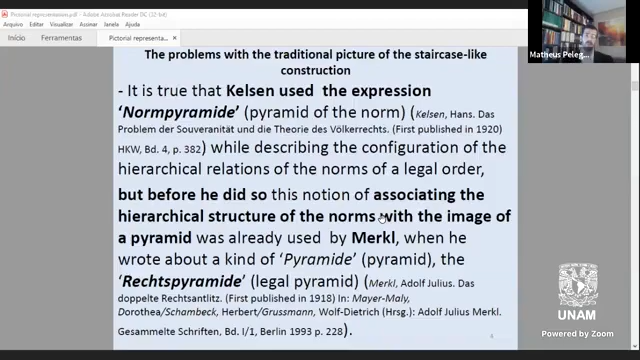 Pictorial representation.pdf - Adobe Acrobat Reader DC (32-bit)
Arquivo Editar Visualizar Assinar Janela Ajuda
Início Ferramentas Pictorial representa... ×
Matheus Peleg...
The problems with the traditional picture of the staircase-like
construction
- It is true that Kelsen used the expression
‘Normpyramide’ (pyramid of the norm) (Kelsen, Hans. Das
Problem der Souveranität und die Theorie des Völkerrechts. (First published in 1920)
HKW, Bd. 4, p. 382) while describing the configuration of the
hierarchical relations of the norms of a legal order,
but before he did so this notion of associating the
hierarchical structure of the norms with the image of
a pyramid was already used by Merkl, when he
wrote about a kind of ‘Pyramide’ (pyramid), the
‘Rechtspyramide’ (legal pyramid) (Merkl, Adolf Julius. Das
doppelte Rechtsantlitz. (First published in 1918) In: Mayer-Maly,
Dorothea/Schambeck, Herbert/Grussmann, Wolf-Dietrich (Hrsg.): Adolf Julius Merkl.
Gesammelte Schriften, Bd. I/1, Berlin 1993 p. 228).
UNAM
Powered by Zoom